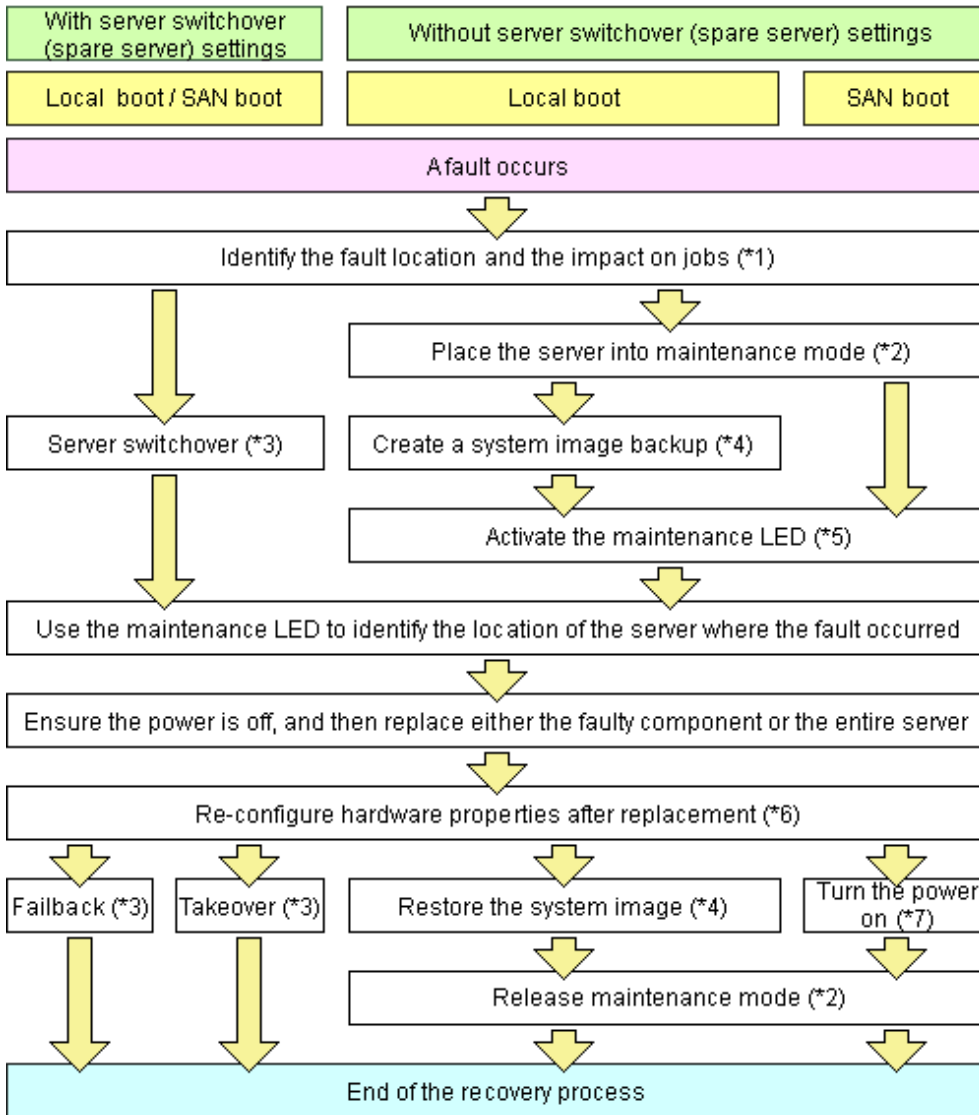 With server switchover
(spare server) settings
Without server switchover (spare server) settings
Local boot / SAN boot
Local boot
SAN boot
A fault occurs
Identify the fault location and the impact on jobs (*1)
Place the server into maintenance mode (*2)
Server switchover (*3)
Create a system image backup (*4)
Activate the maintenance LED (*5)
Use the maintenance LED to identify the location of the server where the fault occurred
Ensure the power is off, and then replace either the faulty component or the entire server
Re-configure hardware properties after replacement (*6)
Failback (*3)
Takeover (*3)
Restore the system image (*4)
Turn the power
on (*7)
Release maintenance mode (*2)
End of the recovery process